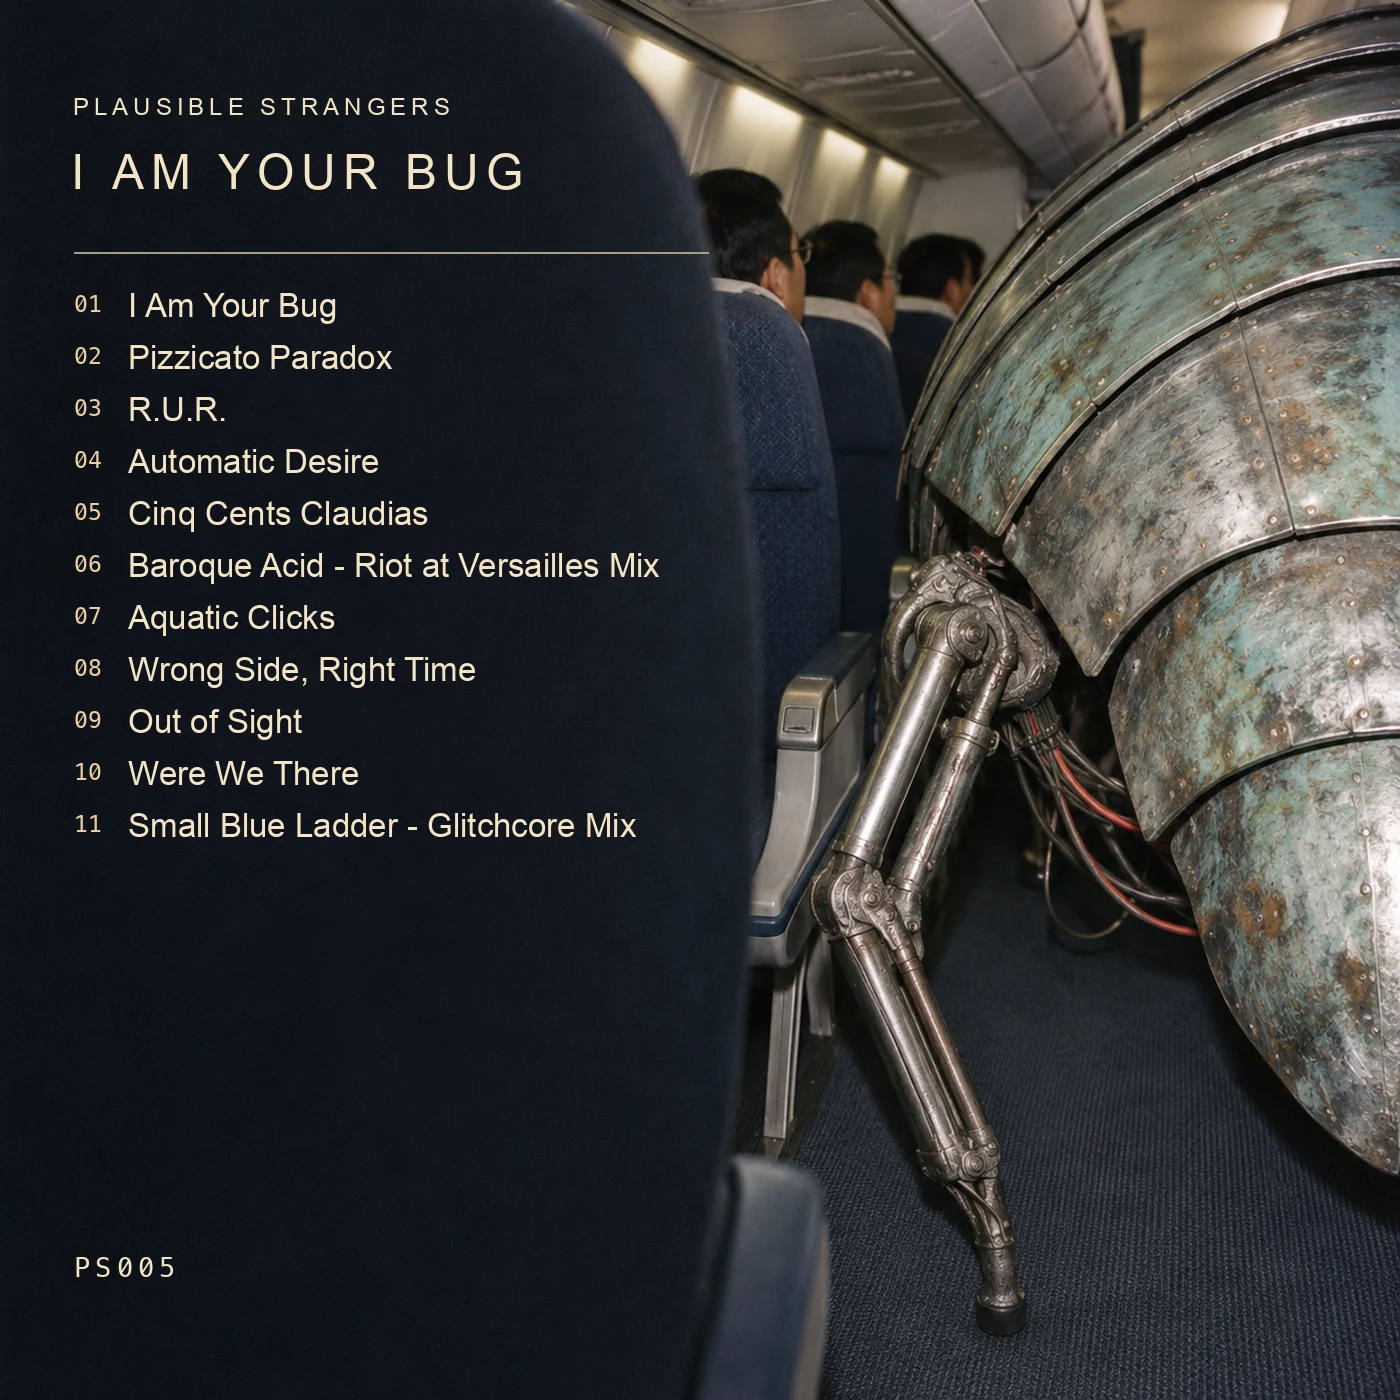 PLAUSIBLE STRANGERS
I AM YOUR BUG
01 I Am Your Bug
02 Pizzicato Paradox
03 R.U.R.
04 Automatic Desire
05 Cinq Cents Claudias
06 Baroque Acid - Riot at Versailles Mix
07 Aquatic Clicks
08 Wrong Side, Right Time
09 Out of Sight
10 Were We There
11 Small Blue Ladder - Glitchcore Mix
PS005